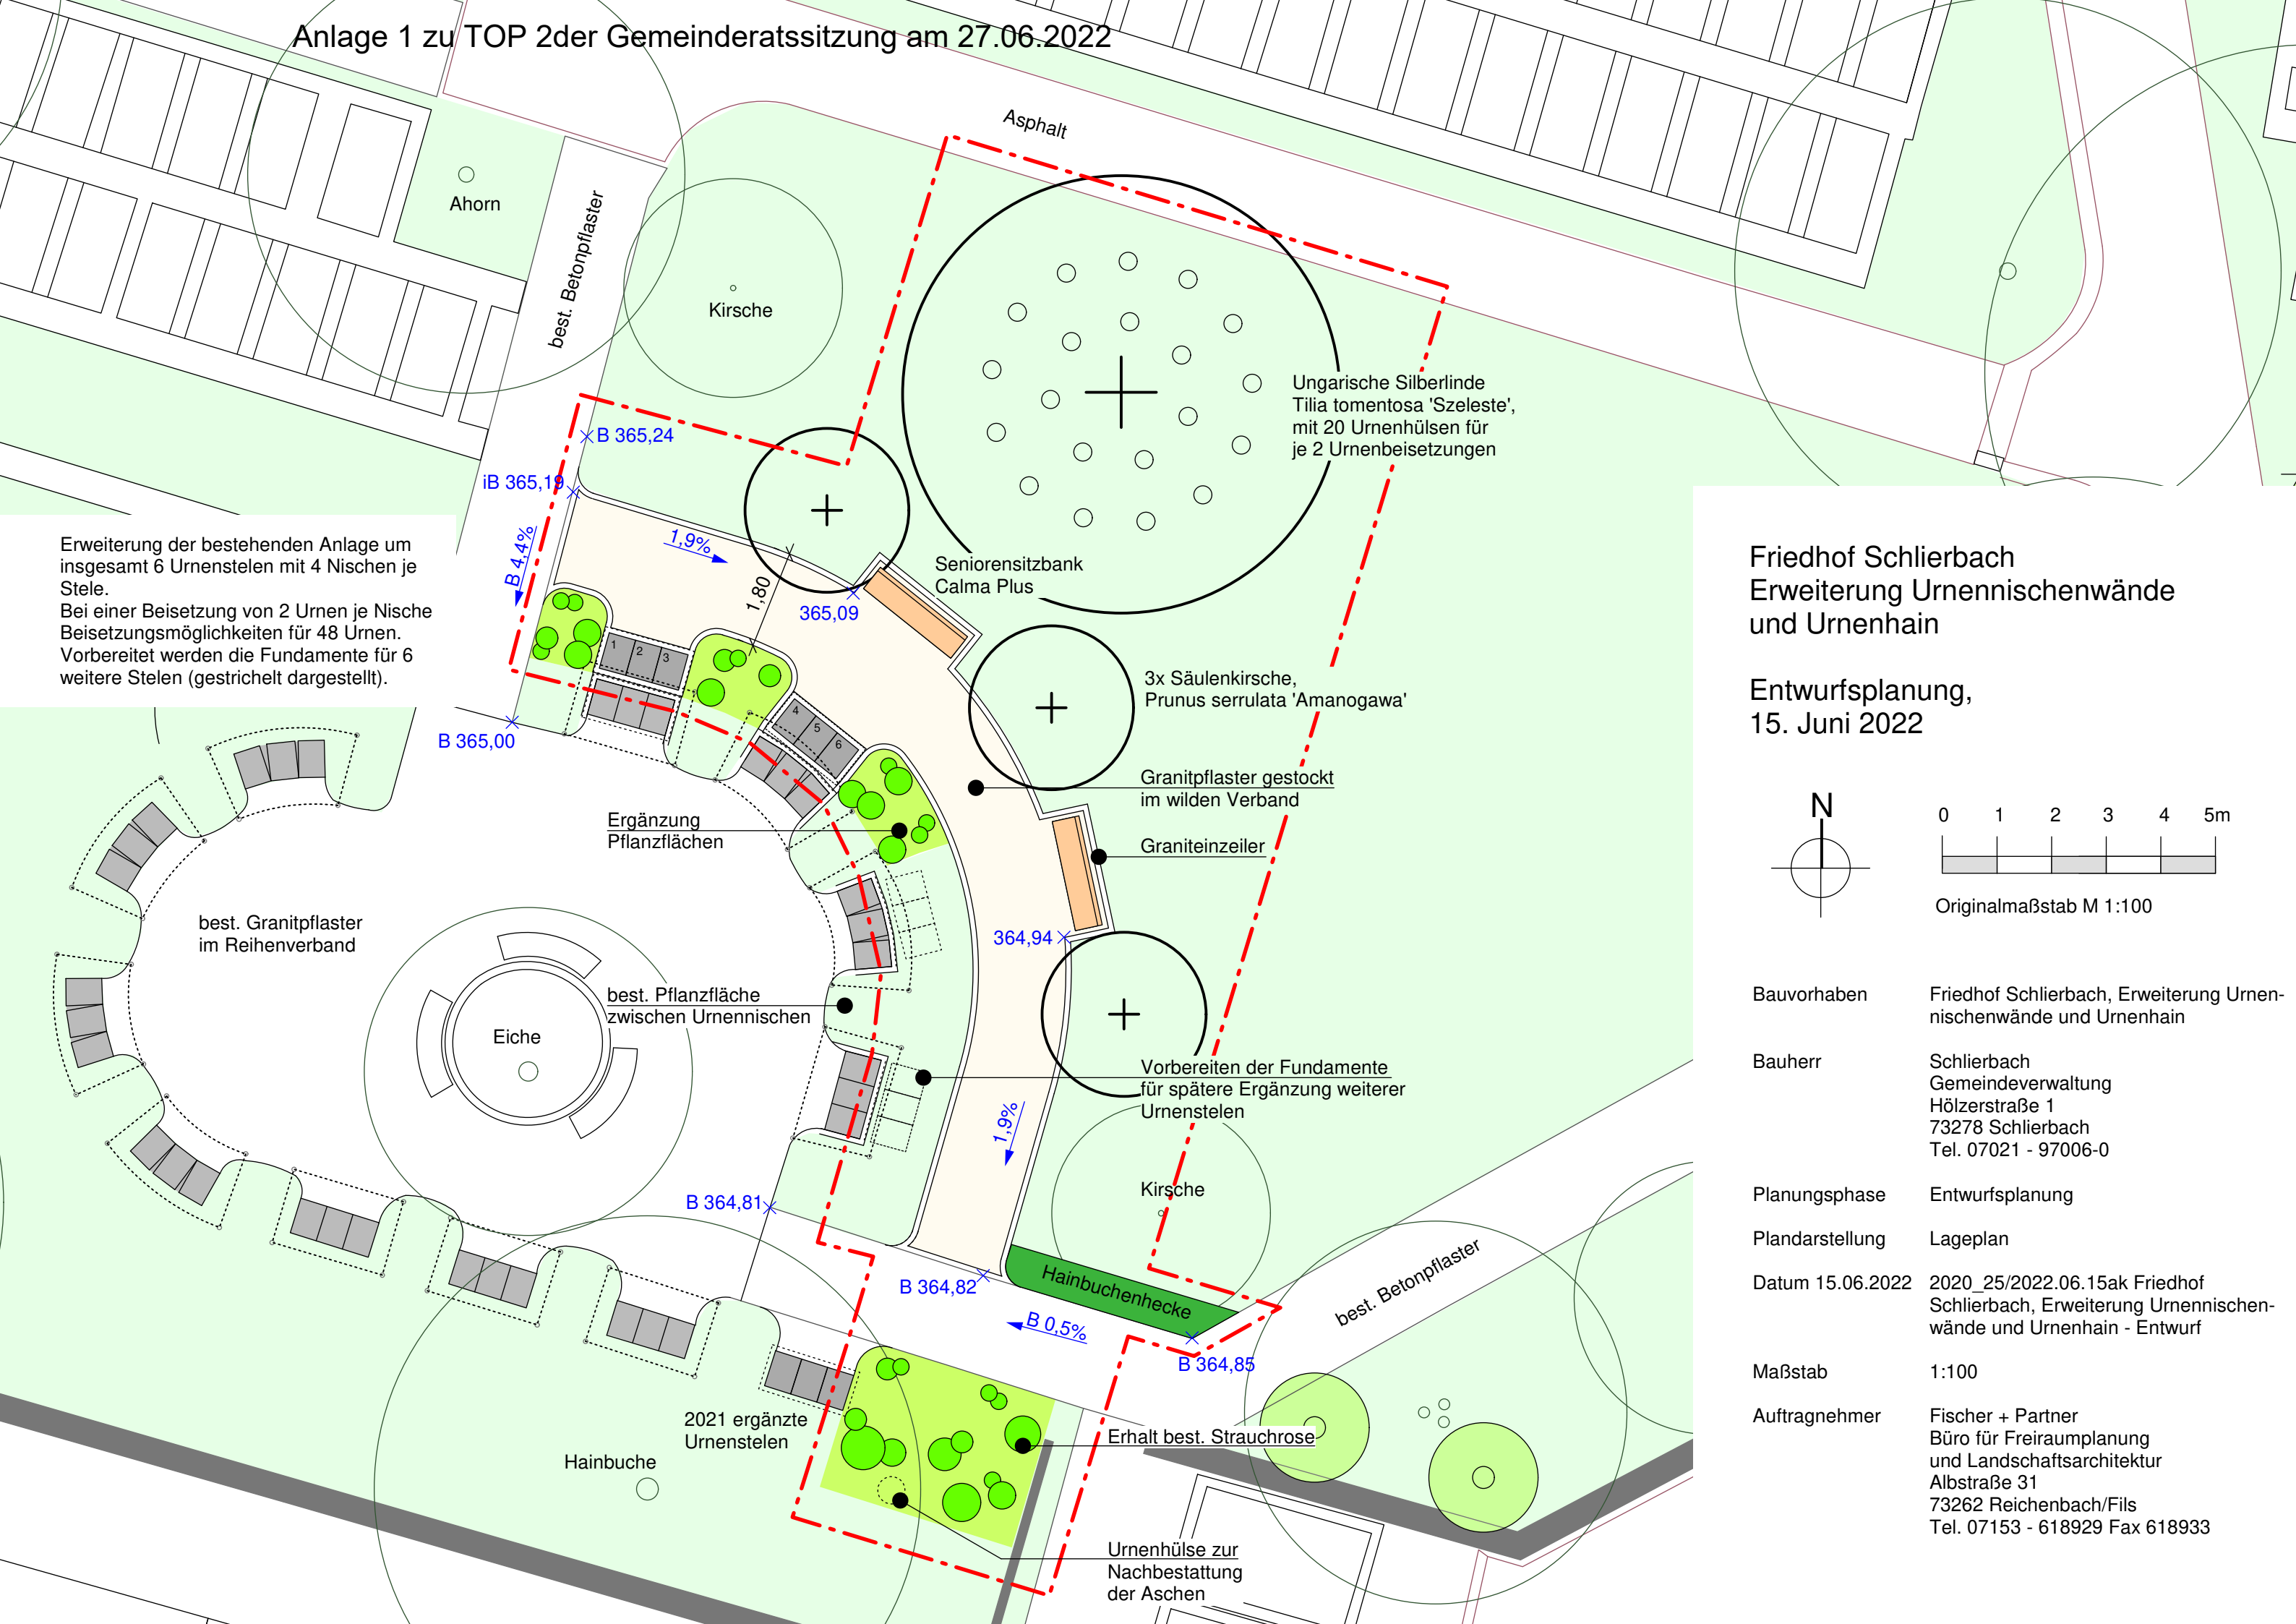 Anlage 1 zu TOP 2der Gemeinderatssitzung am 27.06.2022
Asphalt
Ahorn
best. Betonpflaster
Kirsche
Ungarische Silberlinde
Tilia tomentosa 'Szeleste',
mit 20 Urnenhülsen für
je 2 Urnenbeisetzungen
B 365,24
iB 365,19
B 4,4%
1,9%
1,80
365,09
Seniorensitzbank
Calma Plus
Erweiterung der bestehenden Anlage um
insgesamt 6 Urnenstelen mit 4 Nischen je
Stele.
Bei einer Beisetzung von 2 Urnen je Nische
Beisetzungsmöglichkeiten für 48 Urnen.
Vorbereitet werden die Fundamente für 6
weitere Stelen (gestrichelt dargestellt).
1
2
3
4
5
6
3x Säulenkirsche,
Prunus serrulata 'Amanogawa'
B 365,00
Granitpflaster gestockt
im wilden Verband
Ergänzung
Pflanzflächen
Graniteinzeiler
best. Granitpflaster
im Reihenverband
364,94
best. Pflanzfläche
zwischen Urnennischen
Eiche
Vorbereiten der Fundamente
für spätere Ergänzung weiterer
Urnenstelen
1,9%
Kirsche
B 364,81
B 364,82
Hainbuchenhecke
B 0,5%
B 364,85
best. Betonpflaster
2021 ergänzte
Urnenstelen
Hainbuche
Erhalt best. Strauchrose
Urnenhülse zur
Nachbestattung
der Aschen
Friedhof Schlierbach
Erweiterung Urnennischenwände
und Urnenhain
Entwurfsplanung,
15. Juni 2022
N
0 1 2 3 4 5m
Originalmaßstab M 1:100
Bauvorhaben Friedhof Schlierbach, Erweiterung Urnen-
nischenwände und Urnenhain
Bauherr Schlierbach
Gemeindeverwaltung
Hölzerstraße 1
73278 Schlierbach
Tel. 07021 - 97006-0
Planungsphase Entwurfsplanung
Plandarstellung Lageplan
Datum 15.06.2022 2020_25/2022.06.15ak Friedhof
Schlierbach, Erweiterung Urnennischen-
wände und Urnenhain - Entwurf
Maßstab 1:100
Auftragnehmer Fischer + Partner
Büro für Freiraumplanung
und Landschaftsarchitektur
Albstraße 31
73262 Reichenbach/Fils
Tel. 07153 - 618929 Fax 618933